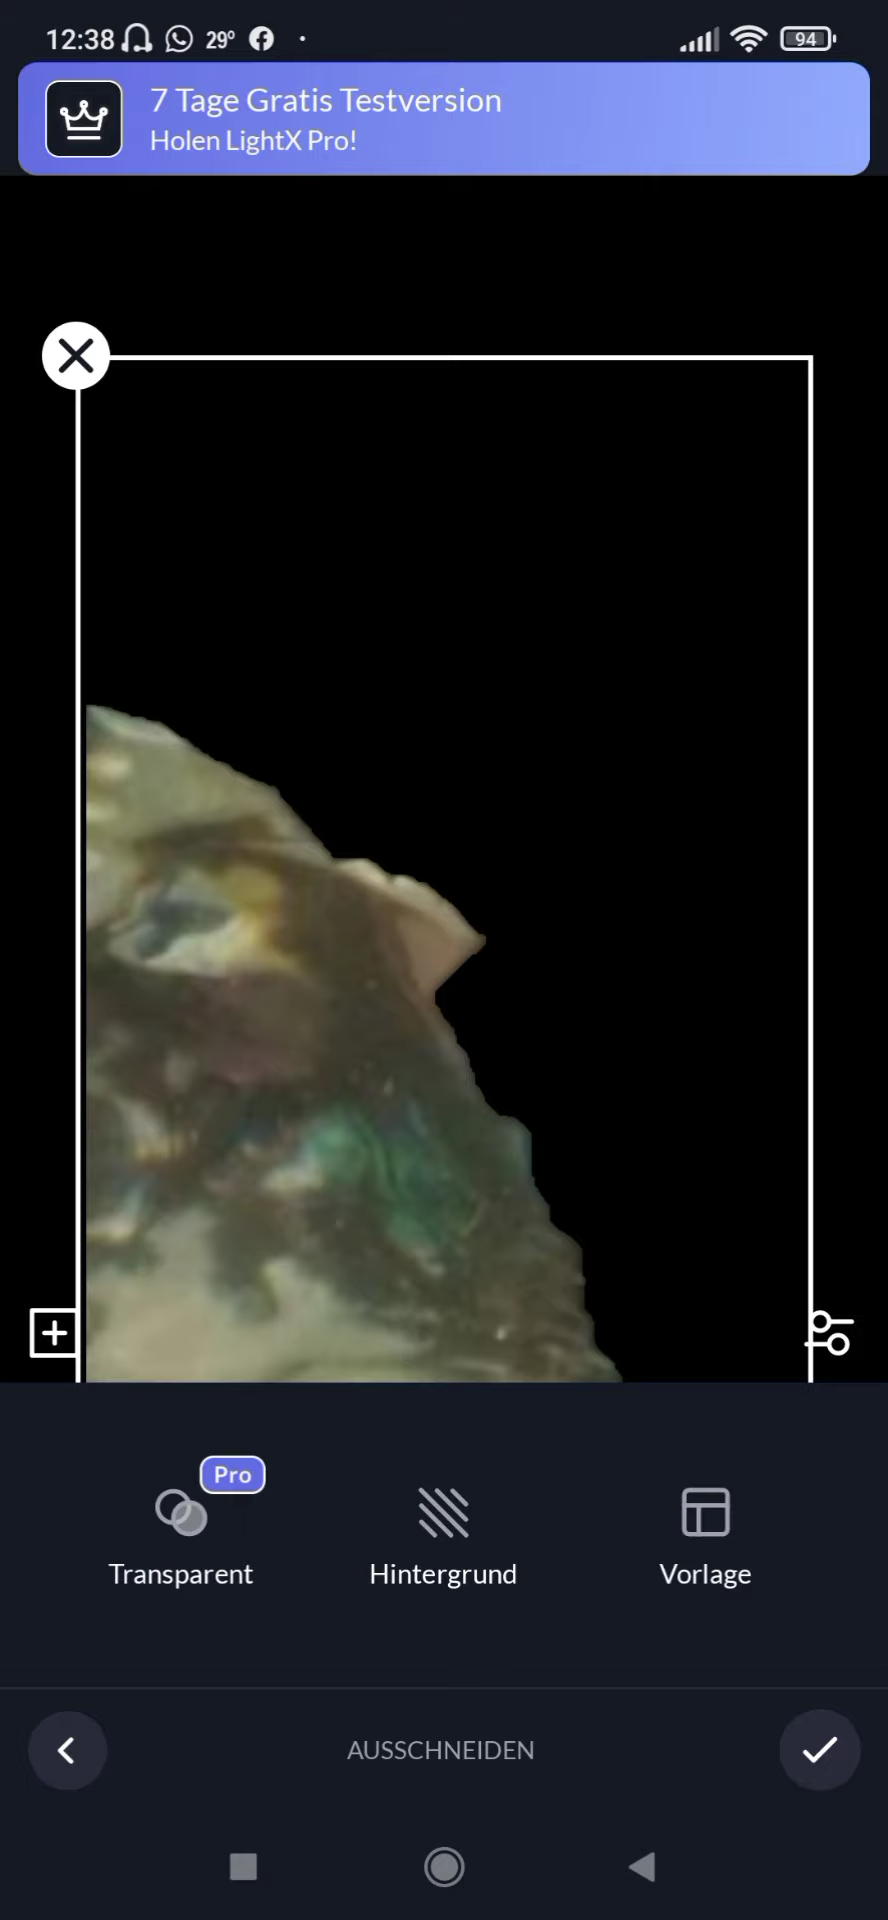 12:38 29° 94
7 Tage Gratis Testversion
Holen LightX Pro!
Pro
Transparent Hintergrund Vorlage
AUSSCHNEIDEN